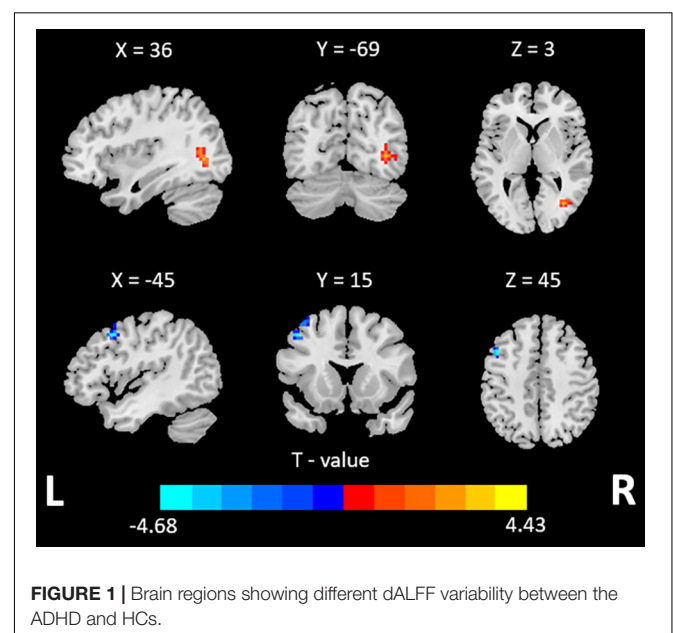 X = 36 Y = -69 Z = 3
X = -45 Y = 15 Z = 45
T - value
L R
-4.68 4.43
FIGURE 1 | Brain regions showing different dALFF variability between the
ADHD and HCs.